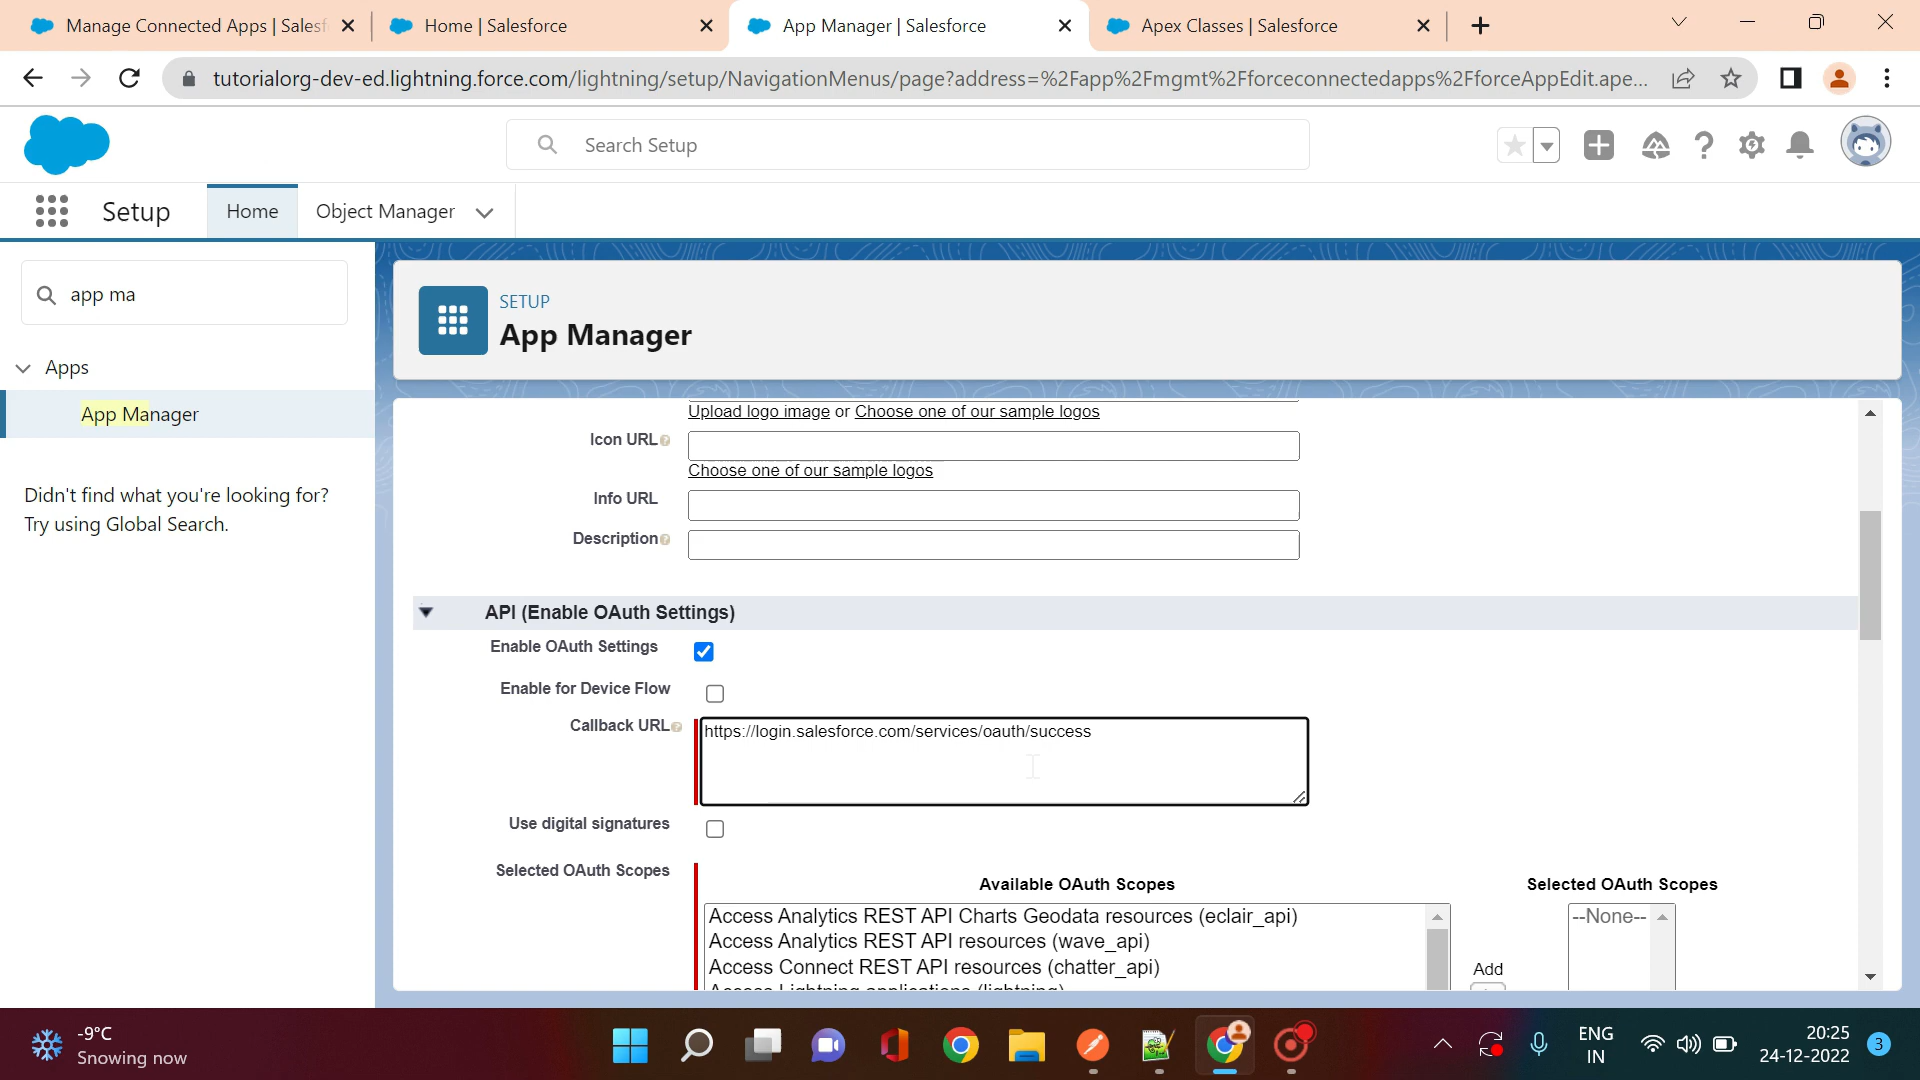 Manage Connected Apps | Salesf
Home | Salesforce
App Manager | Salesforce
Apex Classes | Salesforce
tutorialorg-dev-ed.lightning.force.com/lightning/setup/NavigationMenus/page?address=%2Fapp%2Fmgmt%2Fforceconnectedapps%2FforceAppEdit.ape...
Search Setup
Setup
Home
Object Manager
app ma
Apps
App Manager
Didn't find what you're looking for?
Try using Global Search.
SETUP
App Manager
Upload logo image or Choose one of our sample logos
Icon URL
Choose one of our sample logos
Info URL
Description
API (Enable OAuth Settings)
Enable OAuth Settings
Enable for Device Flow
Callback URL
https://login.salesforce.com/services/oauth/success
Use digital signatures
Selected OAuth Scopes
Available OAuth Scopes
Selected OAuth Scopes
Access Analytics REST API Charts Geodata resources (eclair_api)
Access Analytics REST API resources (wave_api)
Access Connect REST API resources (chatter_api)
Access Lightning applications (lightning)
--None--
Add
-9°C
Snowing now
ENG
IN
20:25
24-12-2022
3